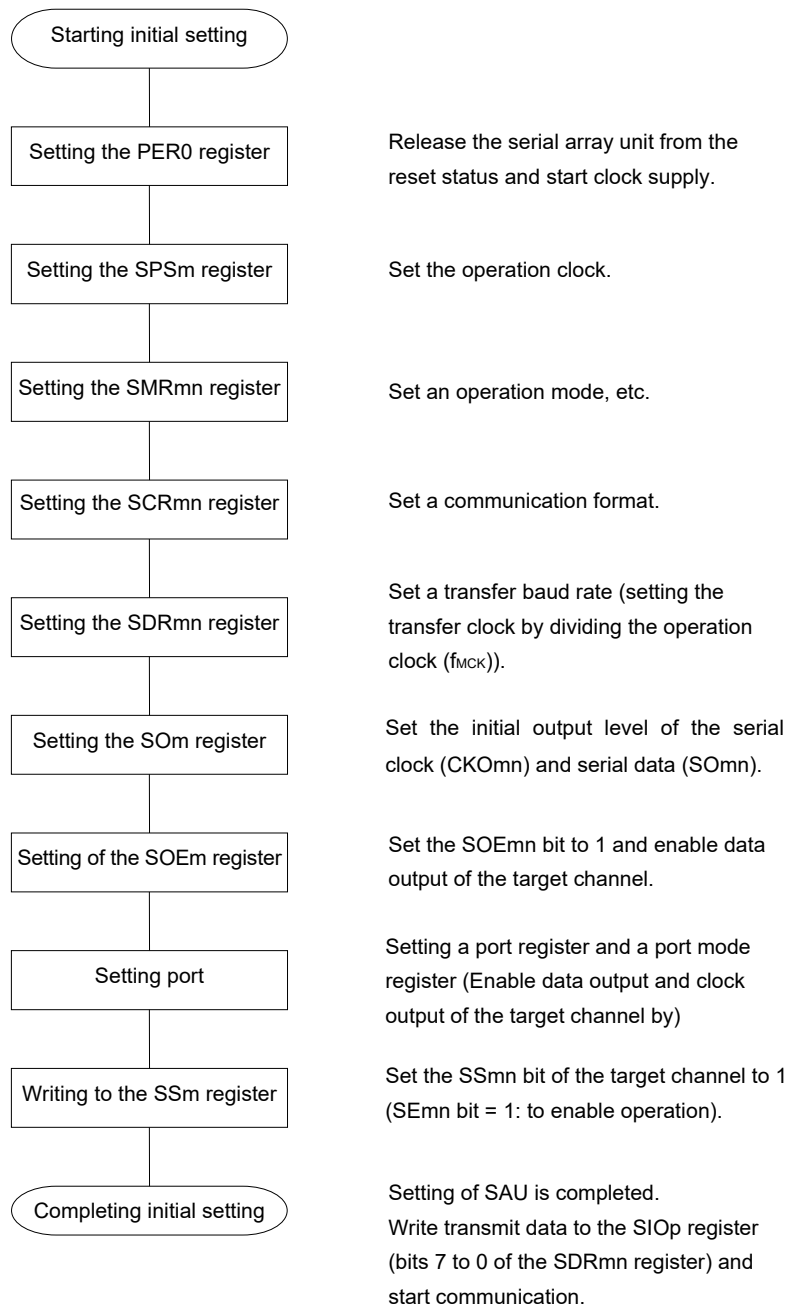 Starting initial setting
Setting the PER0 register
Release the serial array unit from the
reset status and start clock supply.
Setting the SPSm register
Set the operation clock.
Setting the SMRmn register
Set an operation mode, etc.
Setting the SCRmn register
Set a communication format.
Setting the SDRmn register
Set a transfer baud rate (setting the
transfer clock by dividing the operation
clock (fMCK)).
Setting the SOm register
Set the initial output level of the serial
clock (CKOmn) and serial data (SOmn).
Setting of the SOEm register
Set the SOEmn bit to 1 and enable data
output of the target channel.
Setting port
Setting a port register and a port mode
register (Enable data output and clock
output of the target channel by)
Writing to the SSm register
Set the SSmn bit of the target channel to 1
(SEmn bit = 1: to enable operation).
Completing initial setting
Setting of SAU is completed.
Write transmit data to the SIOp register
(bits 7 to 0 of the SDRmn register) and
start communication.